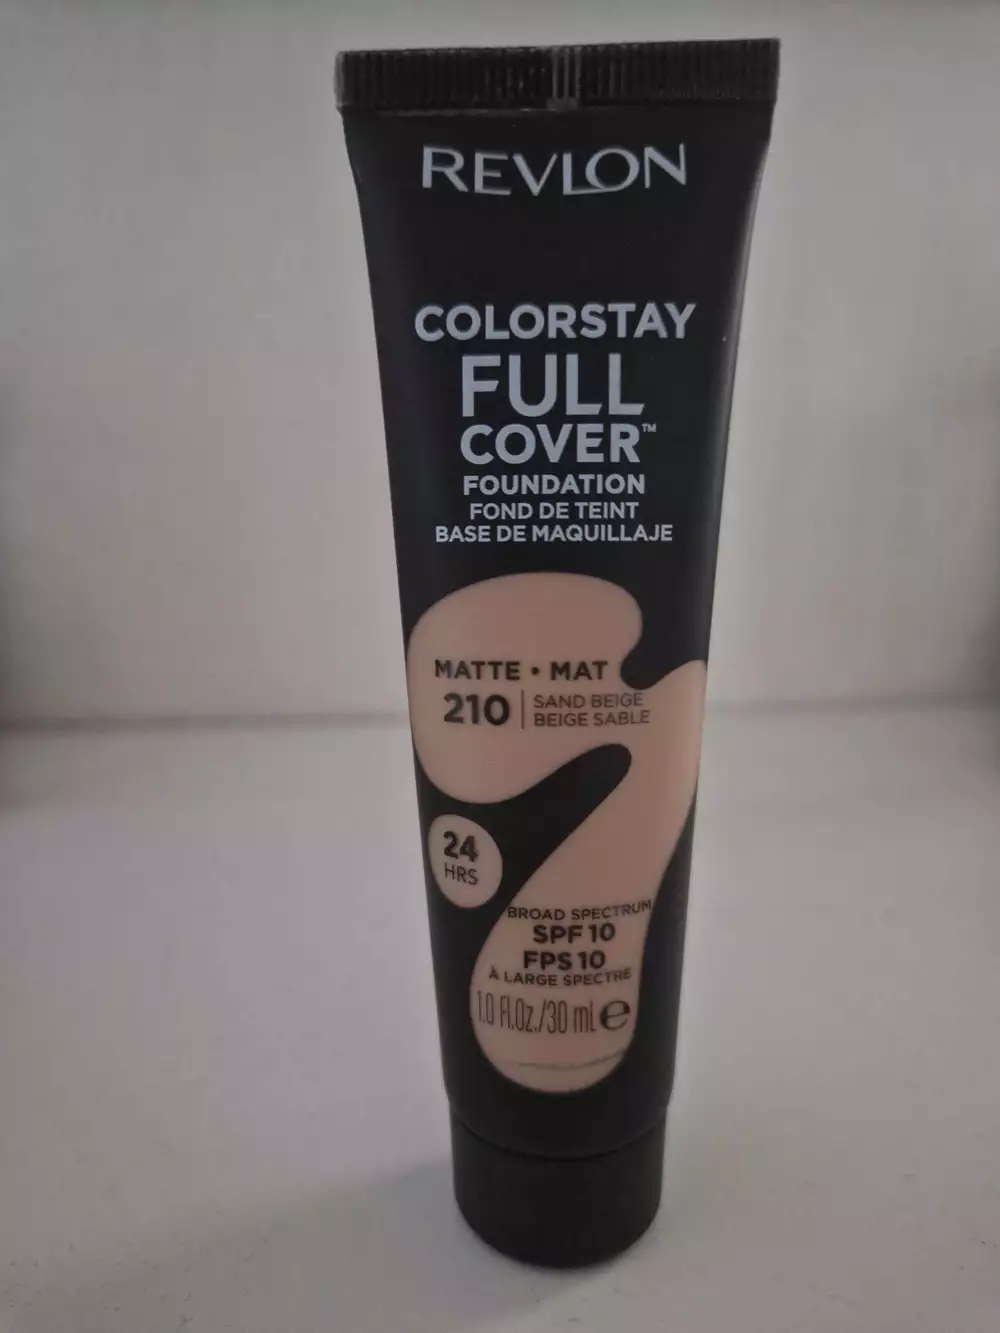 REVLON
COLORSTAY
FULL
COVER™
FOUNDATION
FOND DE TEINT
BASE DE MAQUILLAJE
MATTE • MAT
210 | SAND BEIGE
BEIGE SABLE
24
HRS
BROAD SPECTRUM
SPF 10
FPS 10
À LARGE SPECTRE
1.0 Fl.Oz./30 mL ℮